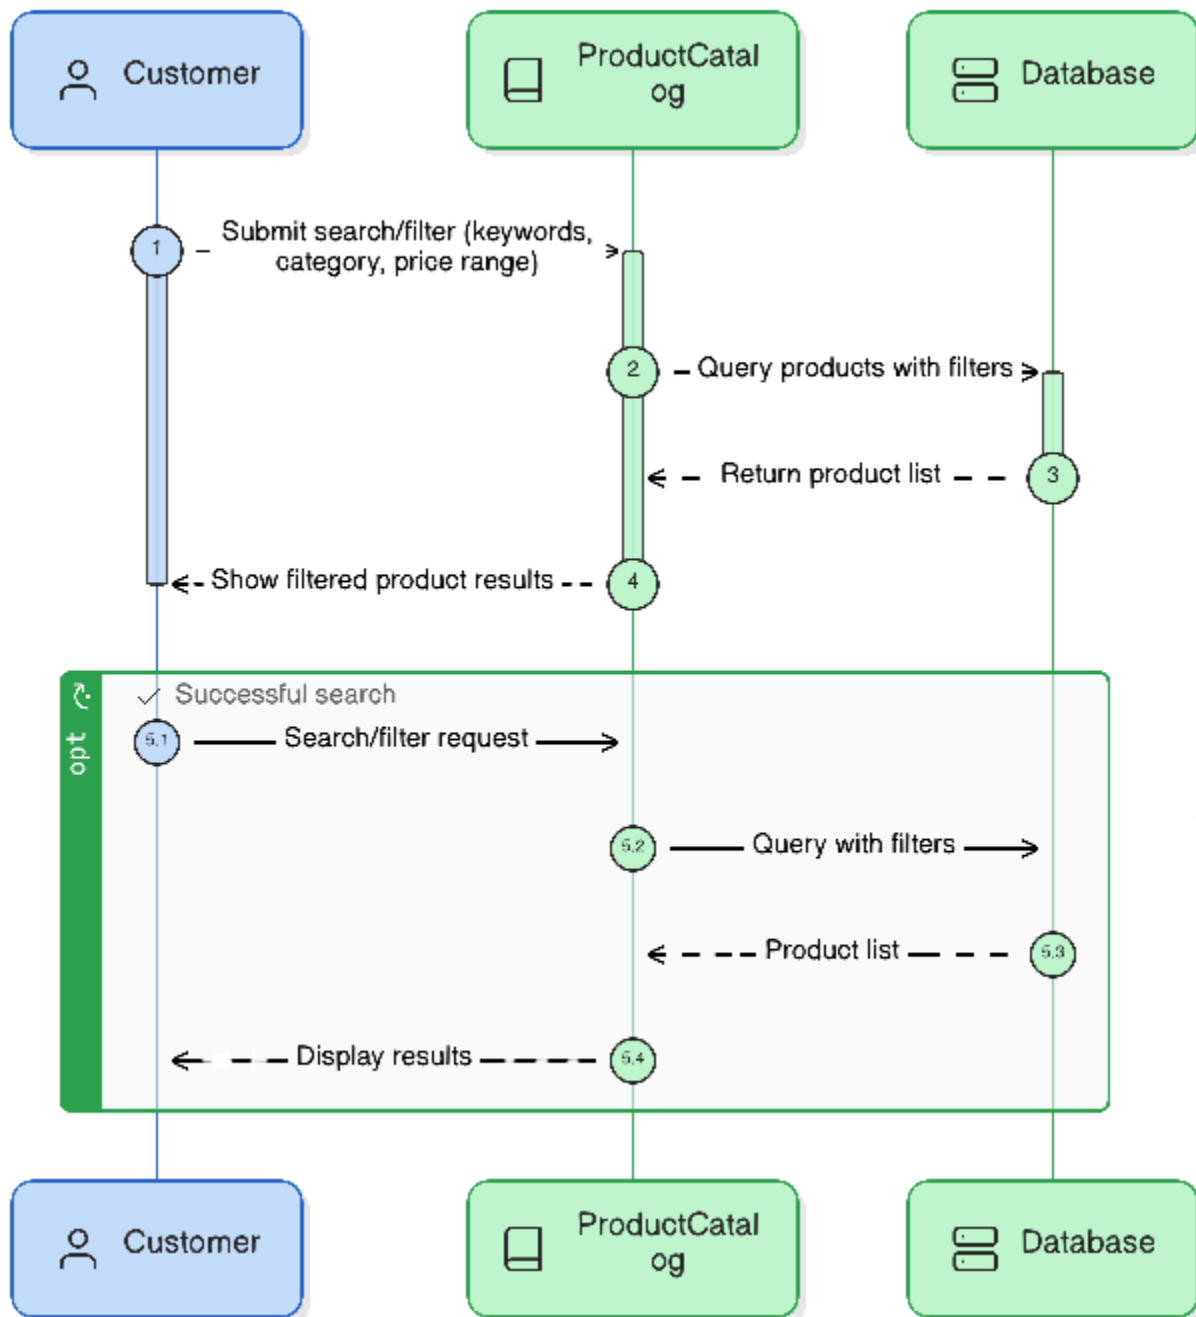 Customer
ProductCatal
og
Database
1
Submit search/filter (keywords,
category, price range)
2
Query products with filters
Return product list
3
Show filtered product results
4
opt
Successful search
5.1
Search/filter request
5.2
Query with filters
Product list
5.3
Display results
5.4
Customer
ProductCatal
og
Database